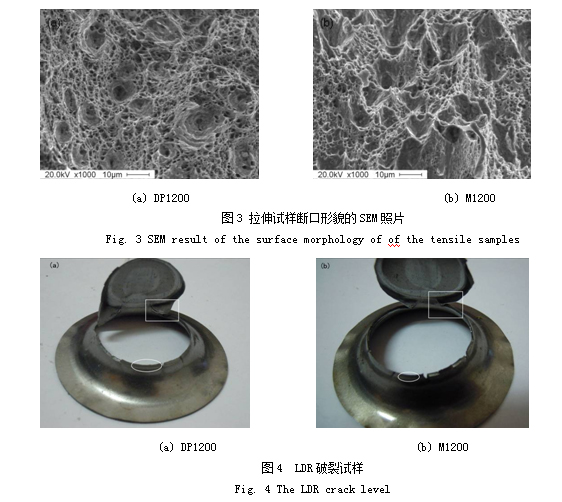 (a)
(b)
20.0kV x1000 10μm
20.0kV x1000 10μm
(a) DP1200
(b) M1200
图3 拉伸试样断口形貌的SEM照片
Fig. 3 SEM result of the surface morphology of of the tensile samples
(a)
(b)
(a) DP1200
(b) M1200
图4 LDR破裂试样
Fig. 4 The LDR crack level